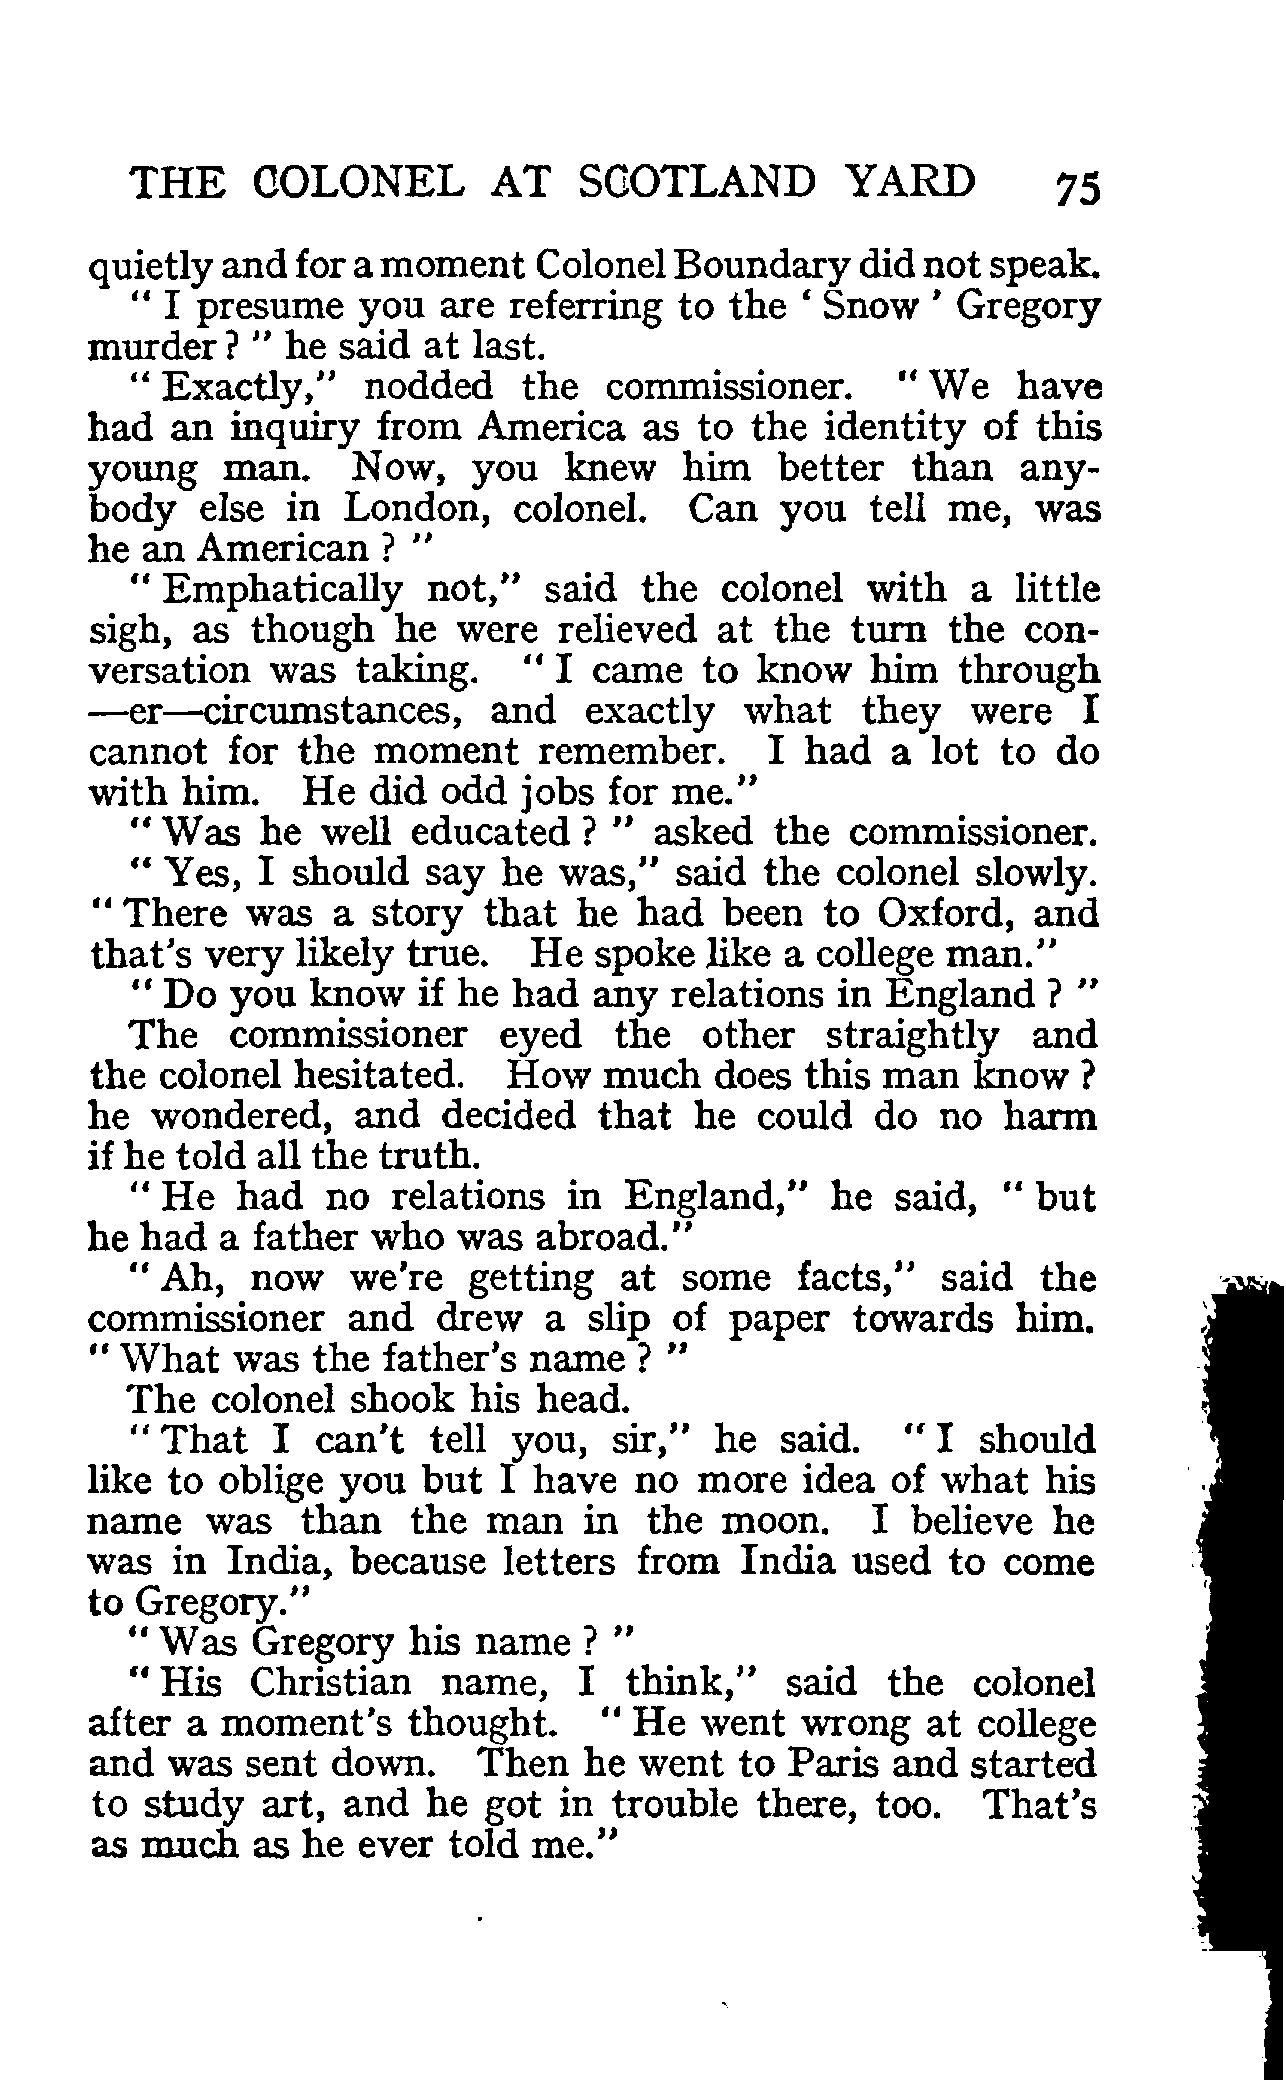 THE COLONEL AT SCOTLAND YARD 75
quietly and for a moment Colonel Boundary did not speak.
" I presume you are referring to the ' Snow ' Gregory
murder ? " he said at last.
" Exactly," nodded the commissioner. " We have
had an inquiry from America as to the identity of this
young man. Now, you knew him better than any-
body else in London, colonel. Can you tell me, was
he an American ? "
" Emphatically not," said the colonel with a little
sigh, as though he were relieved at the turn the con-
versation was taking. " I came to know him through
—er—circumstances, and exactly what they were I
cannot for the moment remember. I had a lot to do
with him. He did odd jobs for me."
" Was he well educated ? " asked the commissioner.
" Yes, I should say he was," said the colonel slowly.
" There was a story that he had been to Oxford, and
that's very likely true. He spoke like a college man."
" Do you know if he had any relations in England ? "
The commissioner eyed the other straightly and
the colonel hesitated. How much does this man know ?
he wondered, and decided that he could do no harm
if he told all the truth.
" He had no relations in England," he said, " but
he had a father who was abroad."
" Ah, now we're getting at some facts," said the
commissioner and drew a slip of paper towards him.
" What was the father's name ? "
The colonel shook his head.
" That I can't tell you, sir," he said. " I should
like to oblige you but I have no more idea of what his
name was than the man in the moon. I believe he
was in India, because letters from India used to come
to Gregory."
" Was Gregory his name ? "
" His Christian name, I think," said the colonel
after a moment's thought. " He went wrong at college
and was sent down. Then he went to Paris and started
to study art, and he got in trouble there, too. That's
as much as he ever told me."